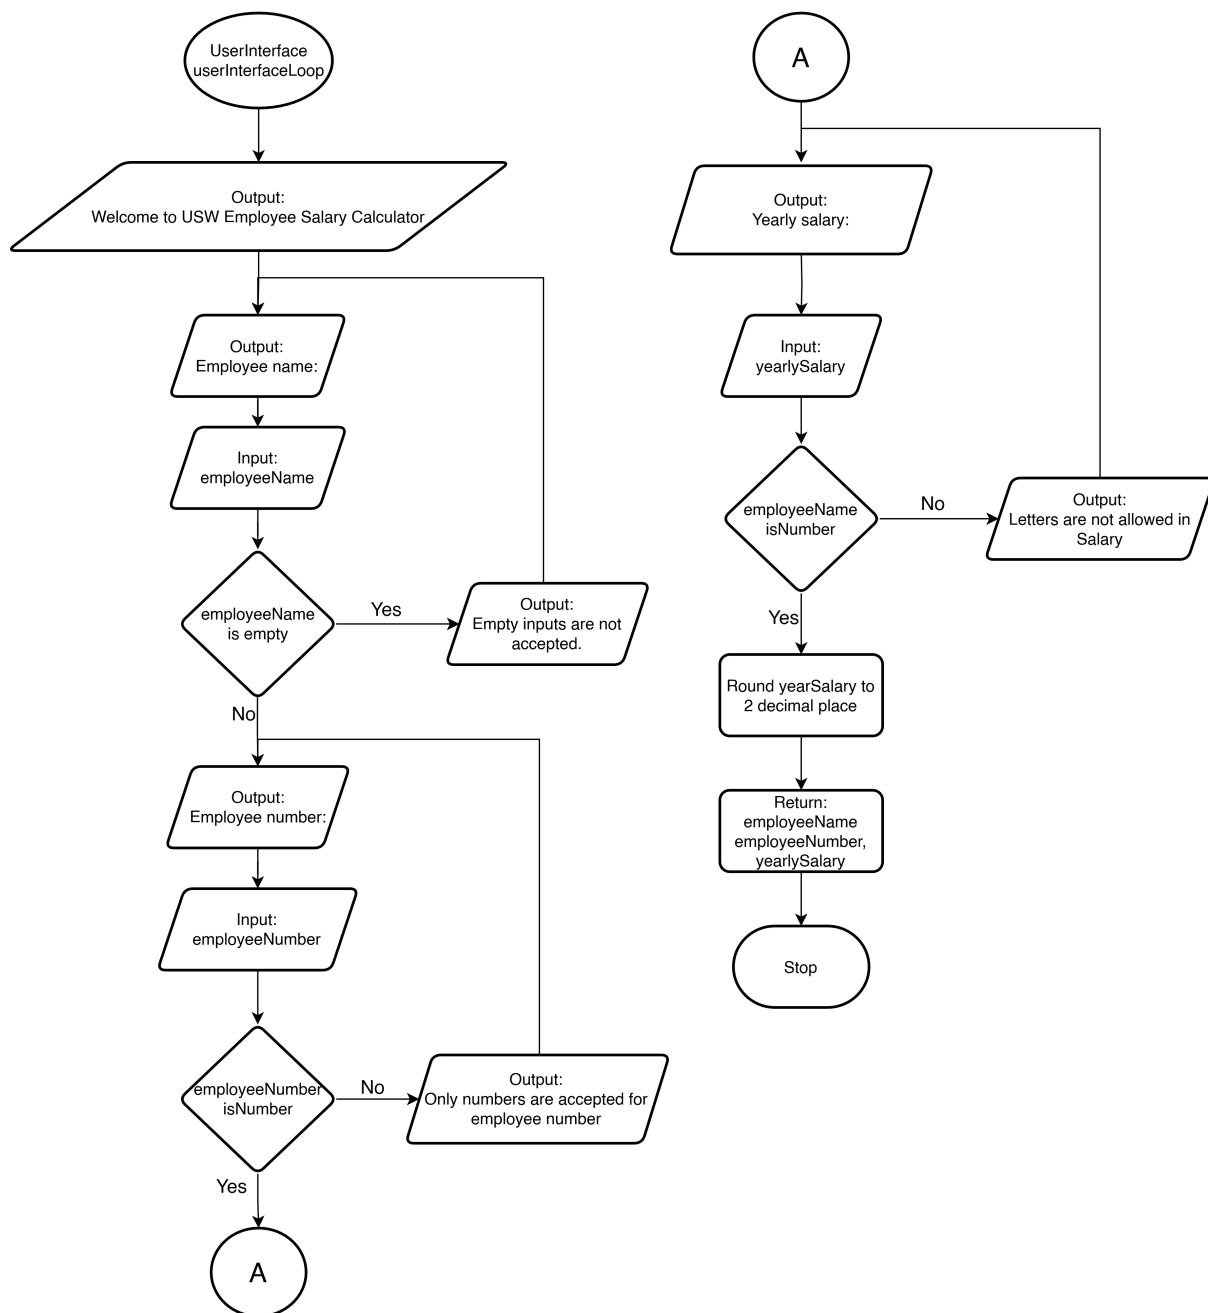 UserInterface
userInterfaceLoop
Output:
Welcome to USW Employee Salary Calculator
Output:
Employee name:
Input:
employeeName
employeeName
is empty
Yes
Output:
Empty inputs are not
accepted.
No
Output:
Employee number:
Input:
employeeNumber
employeeNumber
isNumber
No
Output:
Only numbers are accepted for
employee number
Yes
A
A
Output:
Yearly salary:
Input:
yearlySalary
employeeName
isNumber
No
Output:
Letters are not allowed in
Salary
Yes
Round yearSalary to
2 decimal place
Return:
employeeName
employeeNumber,
yearlySalary
Stop